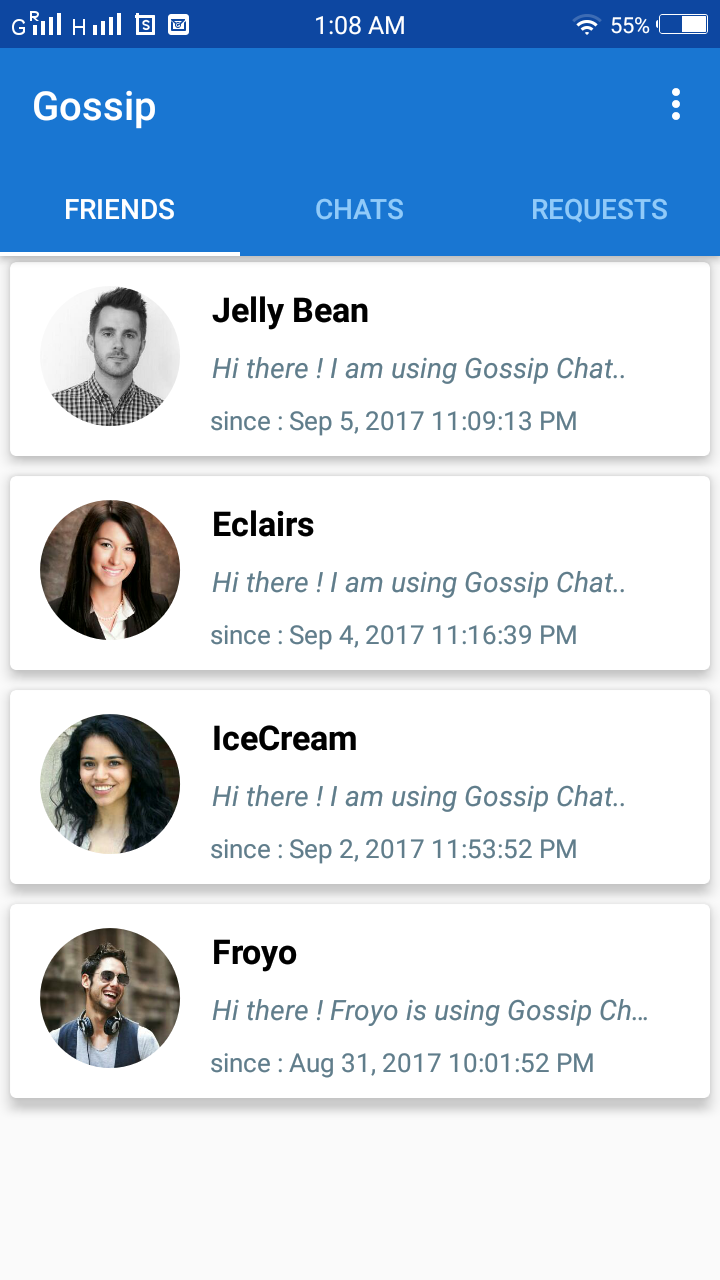 G R H S 1:08 AM 55%
Gossip
FRIENDS CHATS REQUESTS
Jelly Bean
Hi there ! I am using Gossip Chat..
since : Sep 5, 2017 11:09:13 PM
Eclairs
Hi there ! I am using Gossip Chat..
since : Sep 4, 2017 11:16:39 PM
IceCream
Hi there ! I am using Gossip Chat..
since : Sep 2, 2017 11:53:52 PM
Froyo
Hi there ! Froyo is using Gossip Ch...
since : Aug 31, 2017 10:01:52 PM